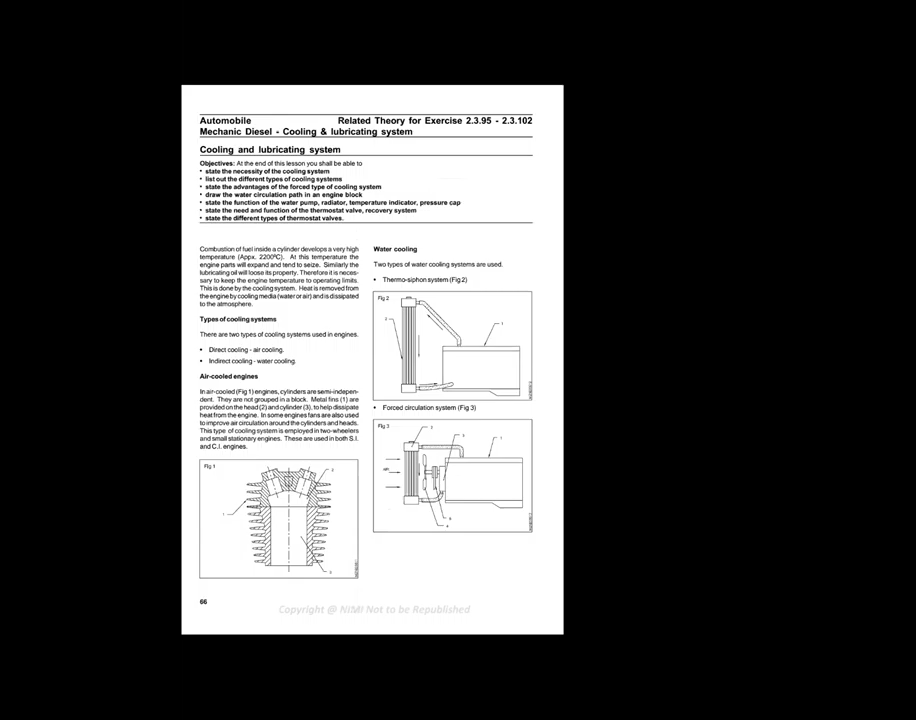 Automobile Related Theory for Exercise 2.3.95 - 2.3.102
Mechanic Diesel - Cooling & lubricating system
Cooling and lubricating system
Objectives: At the end of this lesson you shall be able to
• state the necessity of the cooling system
• list out the different types of cooling systems
• state the advantages of the forced type of cooling system
• draw the water circulation path in an engine block
• state the function of the water pump, radiator, temperature indicator, pressure cap
• state the need and function of the thermostat valve, recovery system
• state the different types of thermostat valves.
Combustion of fuel inside a cylinder develops a very high
temperature (Appx. 2200ºC). At this temperature the
engine parts will expand and tend to seize. Similarly the
lubricating oil will loose its property. Therefore it is neces-
sary to keep the engine temperature to operating limits.
This is done by the cooling system. Heat is removed from
the engine by cooling media (water or air) and is dissipated
to the atmosphere.
Types of cooling systems
There are two types of cooling systems used in engines.
• Direct cooling - air cooling.
• Indirect cooling - water cooling.
Air-cooled engines
In air-cooled (Fig 1) engines, cylinders are semi-indepen-
dent. They are not grouped in a block. Metal fins (1) are
provided on the head (2) and cylinder (3), to help dissipate
heat from the engine. In some engines fans are also used
to improve air circulation around the cylinders and heads.
This type of cooling system is employed in two-wheelers
and small stationary engines. These are used in both S.I.
and C.I. engines.
Fig 1
2
1
3
Water cooling
Two types of water cooling systems are used.
• Thermo-siphon system (Fig 2)
Fig 2
1
• Forced circulation system (Fig 3)
Fig 3
2
3
1
AIR
4
66
Copyright @ NIMI Not to be Republished